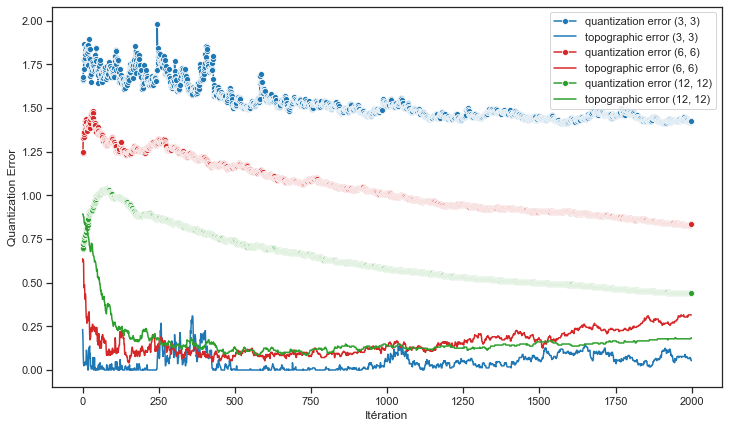 2.00
1.75
1.50
1.25
1.00
0.75
0.50
0.25
0.00
Quantization Error
quantization error (3, 3)
topographic error (3, 3)
quantization error (6, 6)
topographic error (6, 6)
quantization error (12, 12)
topographic error (12, 12)
0 250 500 750 1000 1250 1500 1750 2000
Itération